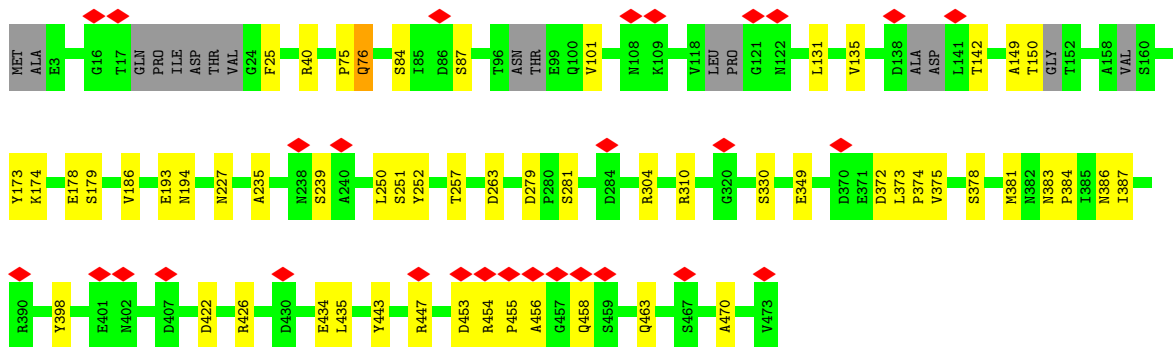 MET ALA E3 G16 T17 GLN PRO ILE ASP THR VAL G24 F25 R40 P75 Q76 S84 I85 D86 S87 T96 ASN THR E99 Q100 V101 N108 K109 V118 LEU PRO G121 N122 L131 V135 D138 ALA ASP L141 T142 A149 T150 GLY T152 A158 VAL S160
Y173 K174 E178 S179 V186 E193 N194 N227 A235 N238 S239 A240 L250 S251 Y252 T257 D263 D279 P280 S281 D284 R304 R310 G320 S330 E349 D370 E371 D372 L373 P374 V375 S378 M381 N382 N383 P384 I385 N386 I387
R390 Y398 E401 N402 D407 D422 R426 D430 E434 L435 Y443 R447 D453 R454 P455 A456 G457 Q458 S459 Q463 S467 A470 V473